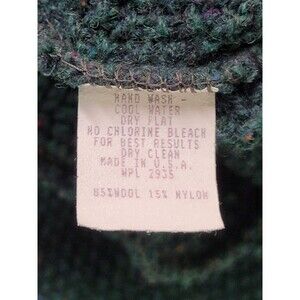 HAND WASH -
COOL WATER
DRY FLAT
NO CHLORINE BLEACH
FOR BEST RESULTS
DRY CLEAN
MADE IN U.S.A.
WPL 2935
85%WOOL 15% NYLON